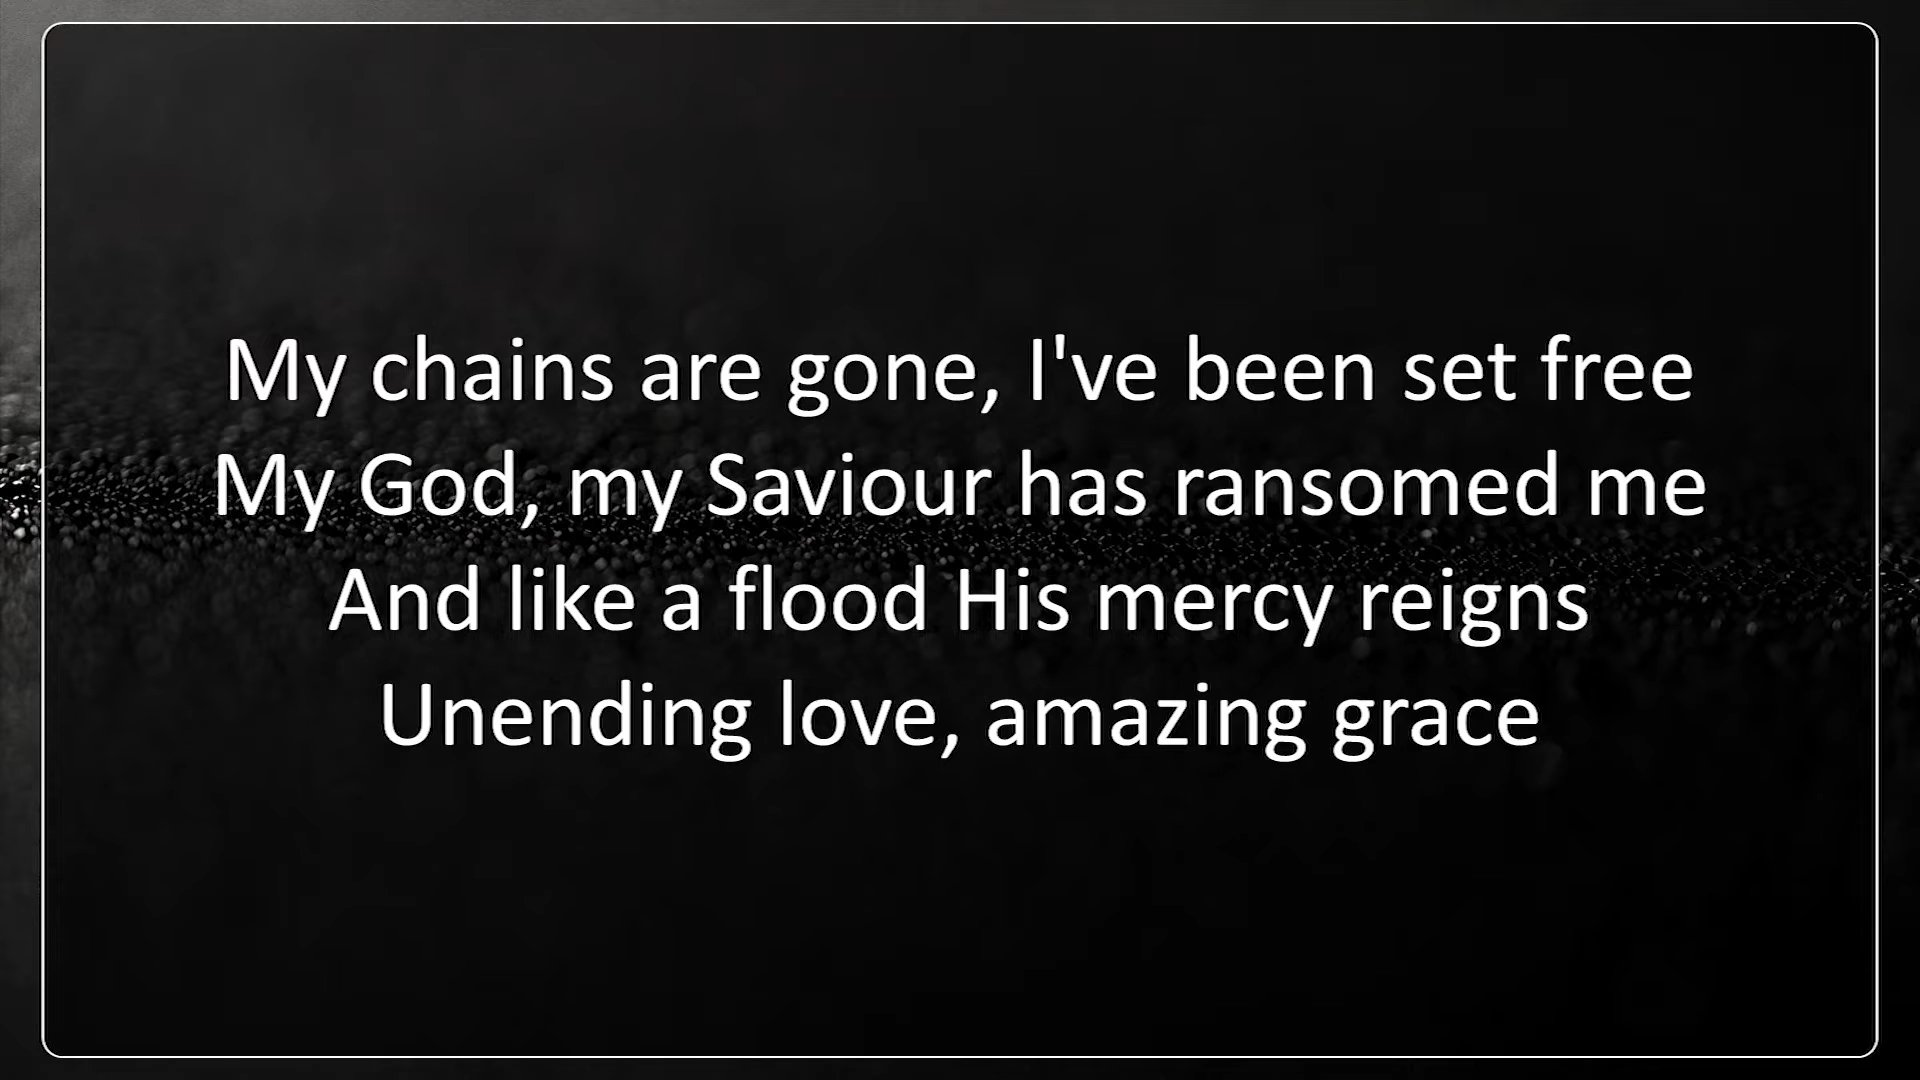 My chains are gone, I've been set free
My God, my Saviour has ransomed me
And like a flood His mercy reigns
Unending love, amazing grace